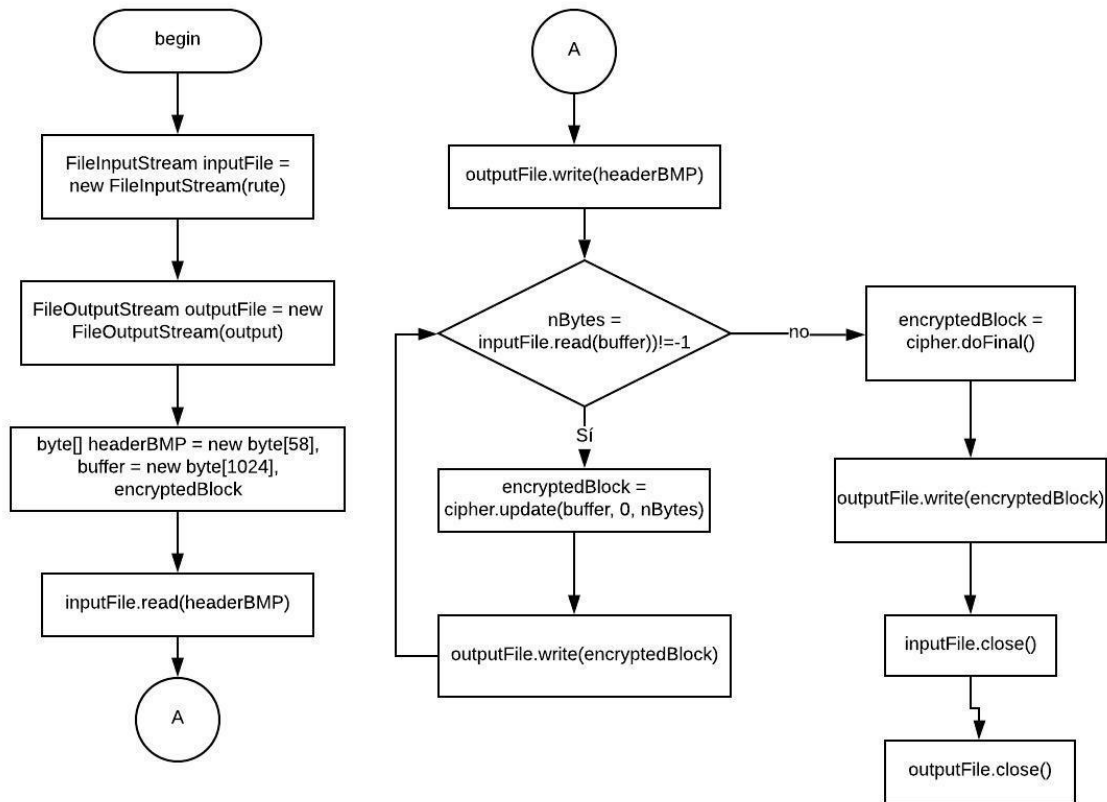 begin
FileInputStream inputFile =
new FileInputStream(rute)
FileOutputStream outputFile = new
FileOutputStream(output)
byte[] headerBMP = new byte[58],
buffer = new byte[1024],
encryptedBlock
inputFile.read(headerBMP)
A
A
outputFile.write(headerBMP)
nBytes =
inputFile.read(buffer))!=-1
Sí
encryptedBlock =
cipher.update(buffer, 0, nBytes)
outputFile.write(encryptedBlock)
no
encryptedBlock =
cipher.doFinal()
outputFile.write(encryptedBlock)
inputFile.close()
outputFile.close()